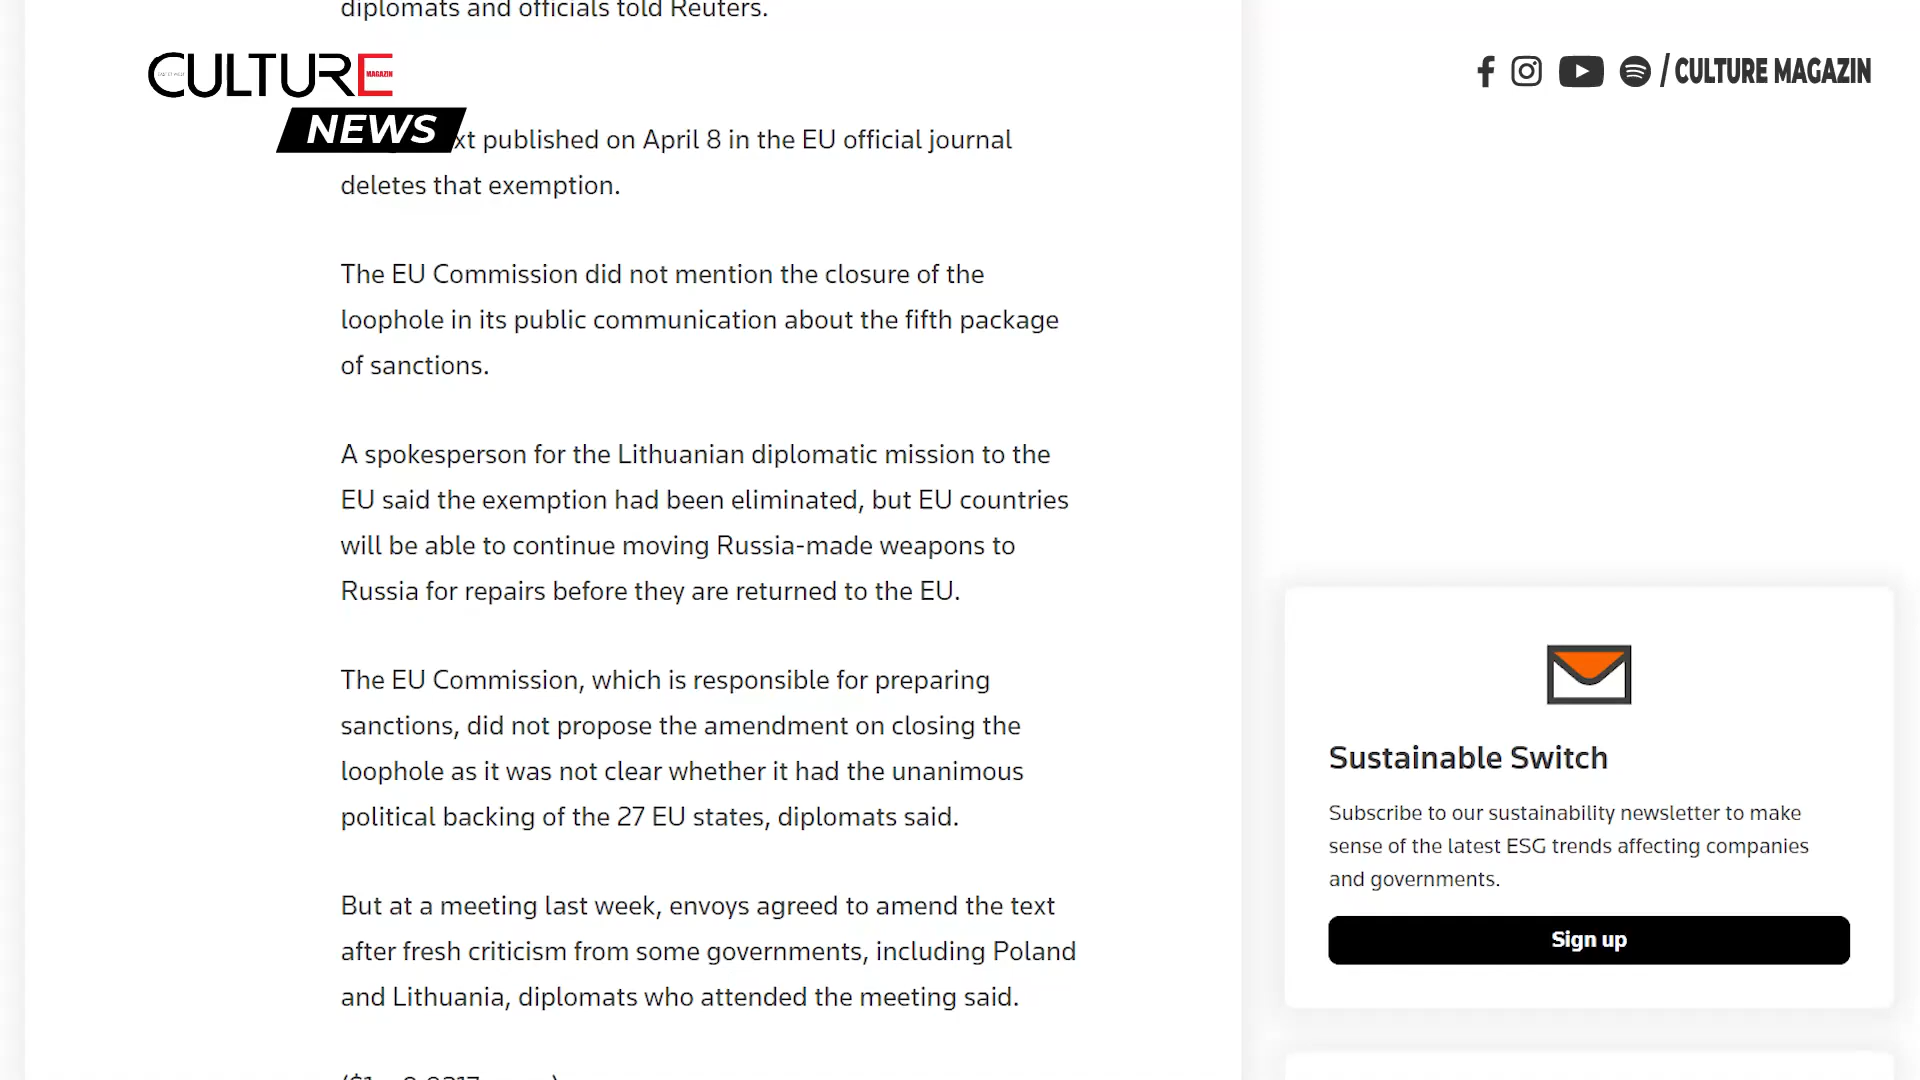 diplomats and officials told Reuters.
CULTURE
MAGAZIN
NEWS
/ CULTURE MAGAZIN
xt published on April 8 in the EU official journal
deletes that exemption.
The EU Commission did not mention the closure of the
loophole in its public communication about the fifth package
of sanctions.
A spokesperson for the Lithuanian diplomatic mission to the
EU said the exemption had been eliminated, but EU countries
will be able to continue moving Russia-made weapons to
Russia for repairs before they are returned to the EU.
The EU Commission, which is responsible for preparing
sanctions, did not propose the amendment on closing the
loophole as it was not clear whether it had the unanimous
political backing of the 27 EU states, diplomats said.
But at a meeting last week, envoys agreed to amend the text
after fresh criticism from some governments, including Poland
and Lithuania, diplomats who attended the meeting said.
Sustainable Switch
Subscribe to our sustainability newsletter to make
sense of the latest ESG trends affecting companies
and governments.
Sign up